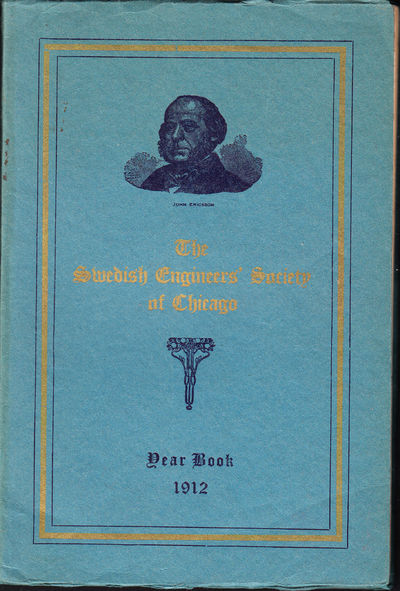 JOHN ERICSSON
The
Swedish Engineers' Society
of Chicago
Year Book
1912